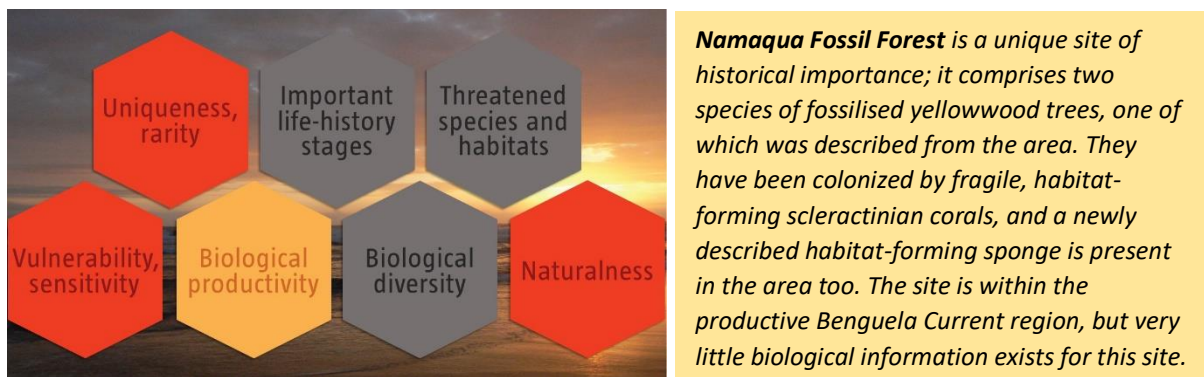 Uniqueness,
rarity
Important
life-history
stages
Threatened
species and
habitats
Vulnerability,
sensitivity
Biological
productivity
Biological
diversity
Naturalness
Namaqua Fossil Forest is a unique site of
historical importance; it comprises two
species of fossilised yellowwood trees, one of
which was described from the area. They
have been colonized by fragile, habitat-
forming scleractinian corals, and a newly
described habitat-forming sponge is present
in the area too. The site is within the
productive Benguela Current region, but very
little biological information exists for this site.